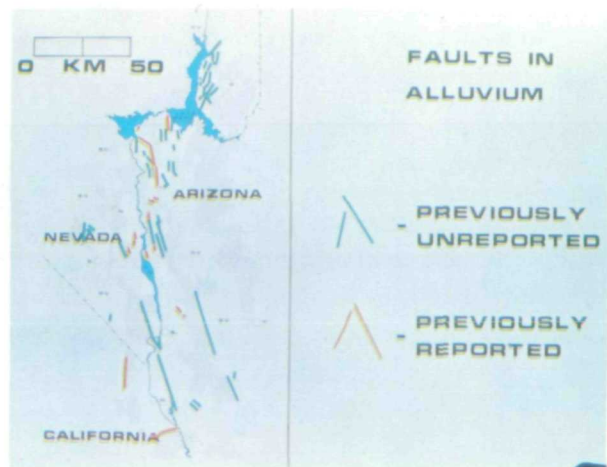 0 KM 50
ARIZONA
NEVADA
CALIFORNIA
FAULTS IN
ALLUVIUM
- PREVIOUSLY
UNREPORTED
- PREVIOUSLY
REPORTED